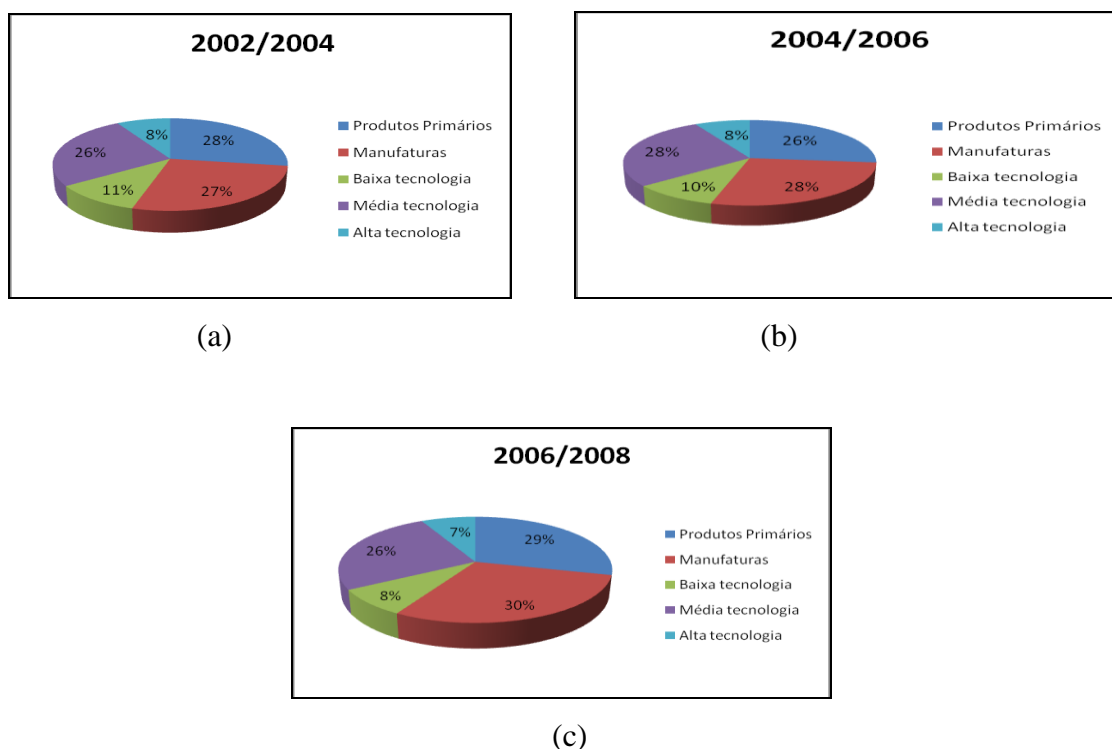 2002/2004
8%
28%
26%
11%
27%
Produtos Primários
Manufaturas
Baixa tecnologia
Média tecnologia
Alta tecnologia
(a)
2004/2006
8%
26%
28%
10%
28%
Produtos Primários
Manufaturas
Baixa tecnologia
Média tecnologia
Alta tecnologia
(b)
2006/2008
7%
29%
26%
8%
30%
Produtos Primários
Manufaturas
Baixa tecnologia
Média tecnologia
Alta tecnologia
(c)